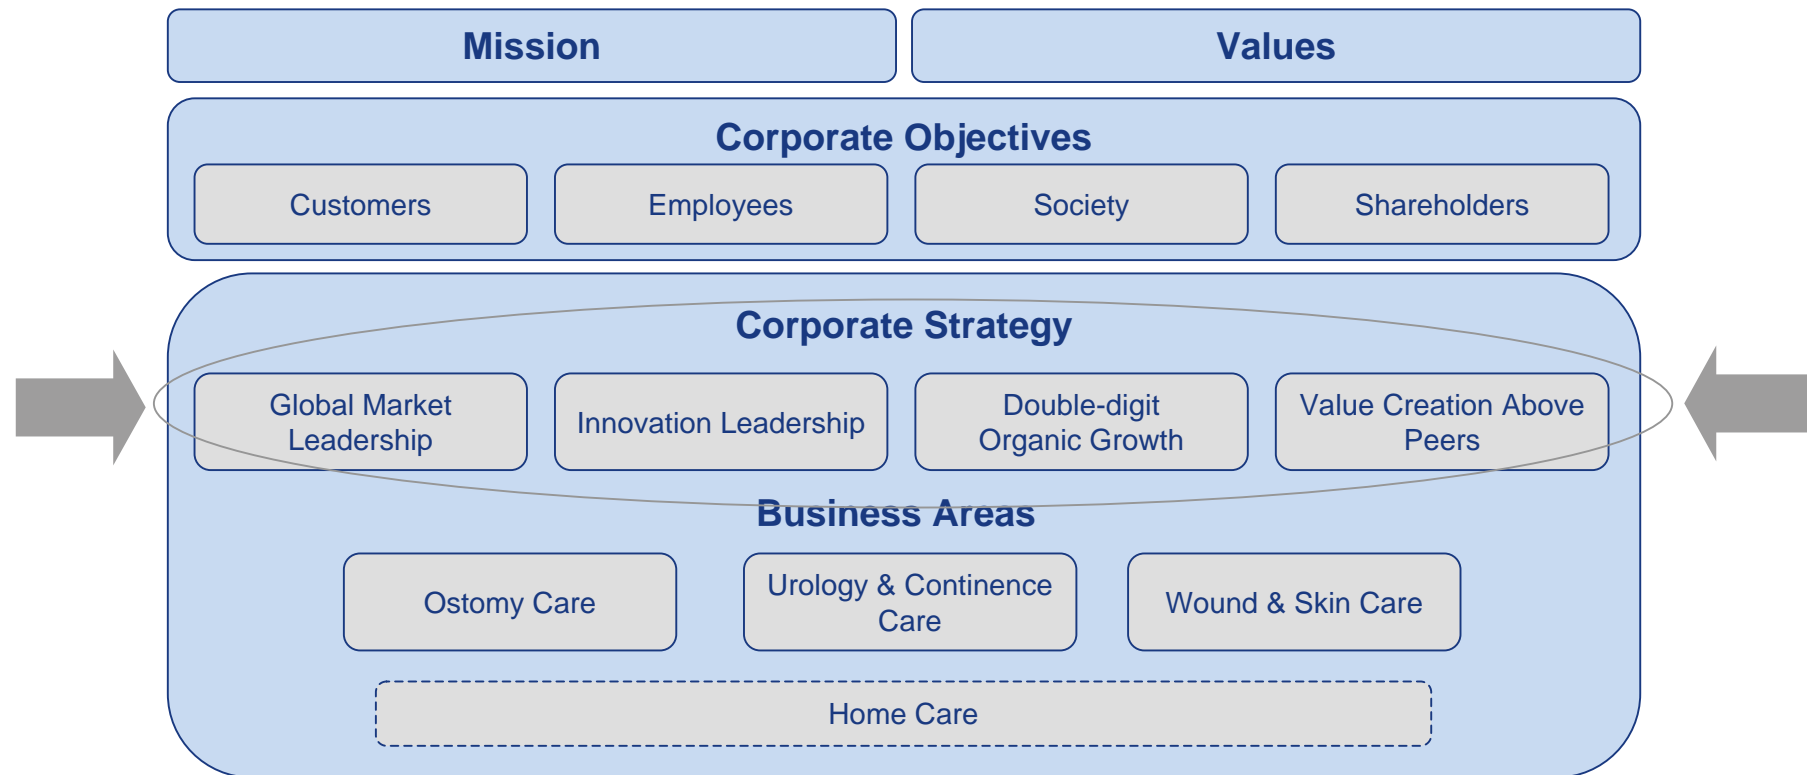 Mission
Values
Corporate Objectives
Customers
Employees
Society
Shareholders
Corporate Strategy
Global Market
Leadership
Innovation Leadership
Double-digit
Organic Growth
Value Creation Above
Peers
Business Areas
Ostomy Care
Urology & Continence
Care
Wound & Skin Care
Home Care